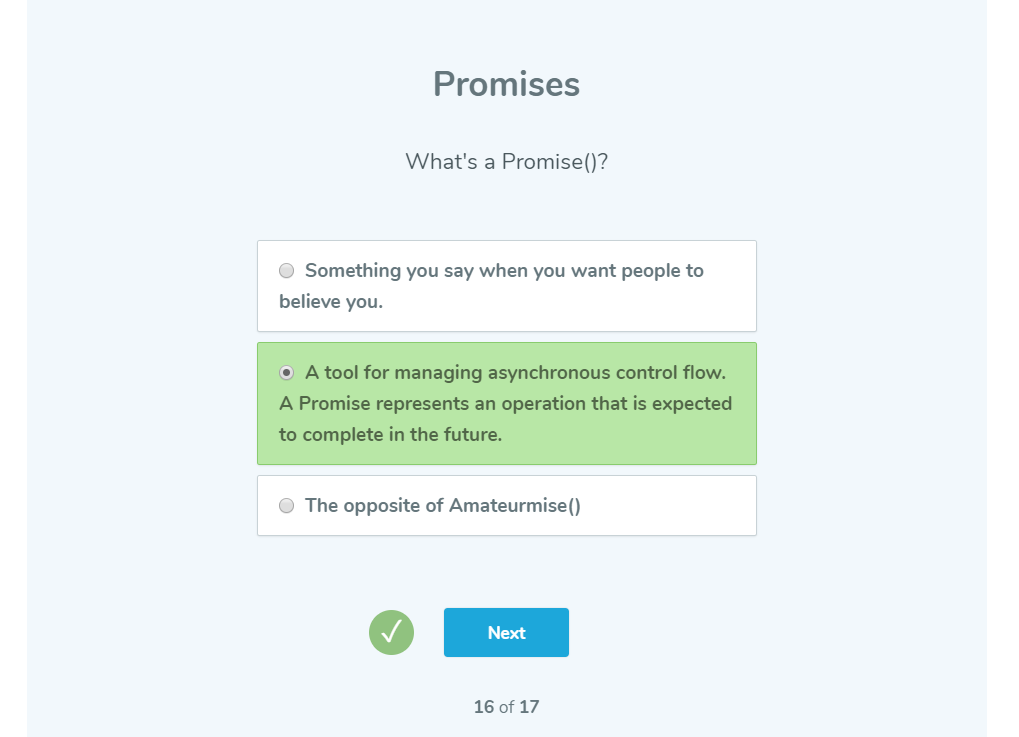 Promises
What's a Promise()?
Something you say when you want people to
believe you.
A tool for managing asynchronous control flow.
A Promise represents an operation that is expected
to complete in the future.
The opposite of Amateurmise()
Next
16 of 17